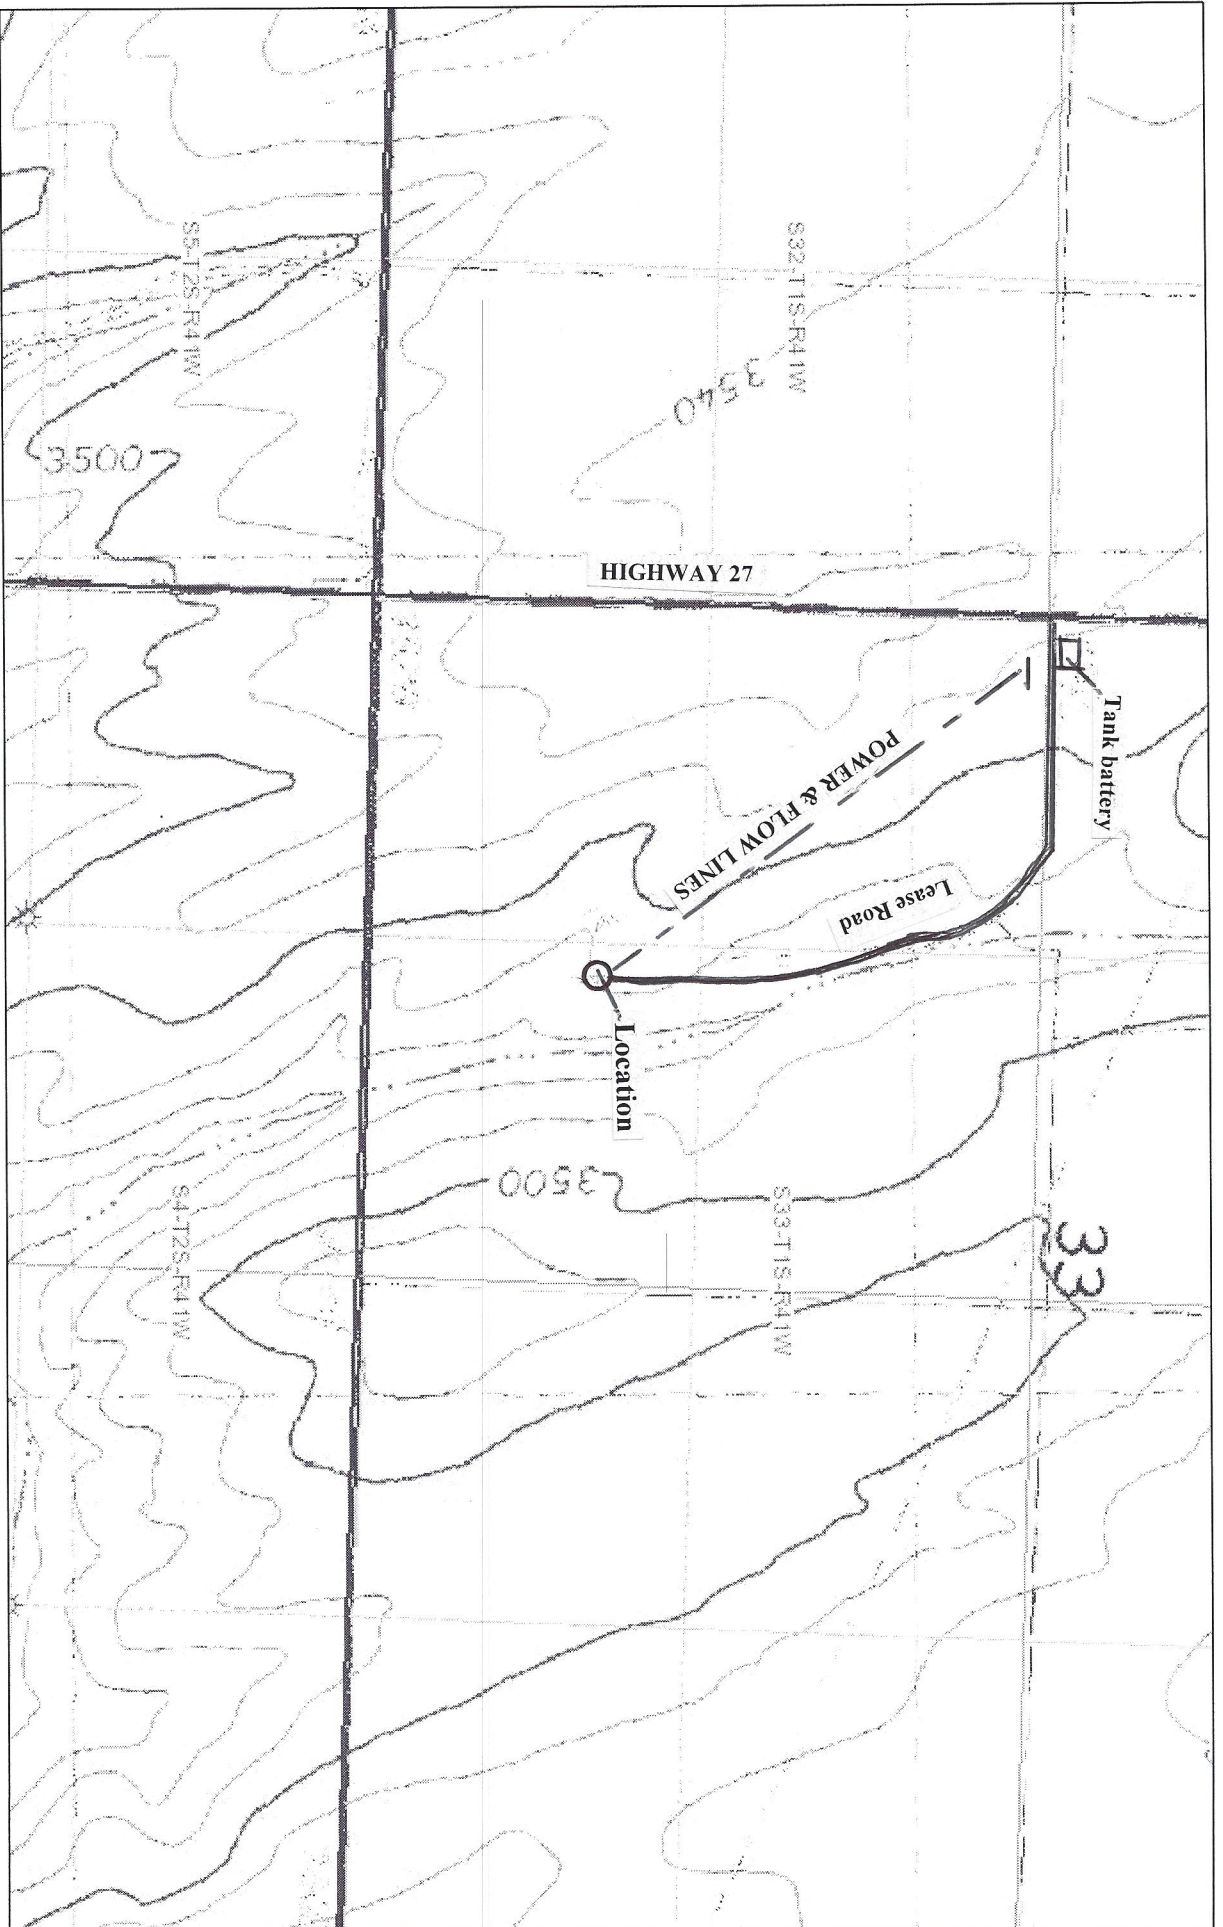 S32-T1S-R41W
S5-T2S-R41W
3540
3500
HIGHWAY 27
Tank battery
POWER & FLOW LINES
Lease Road
Location
3500
S33-T1S-R41W
S4-T2S-R41W
33